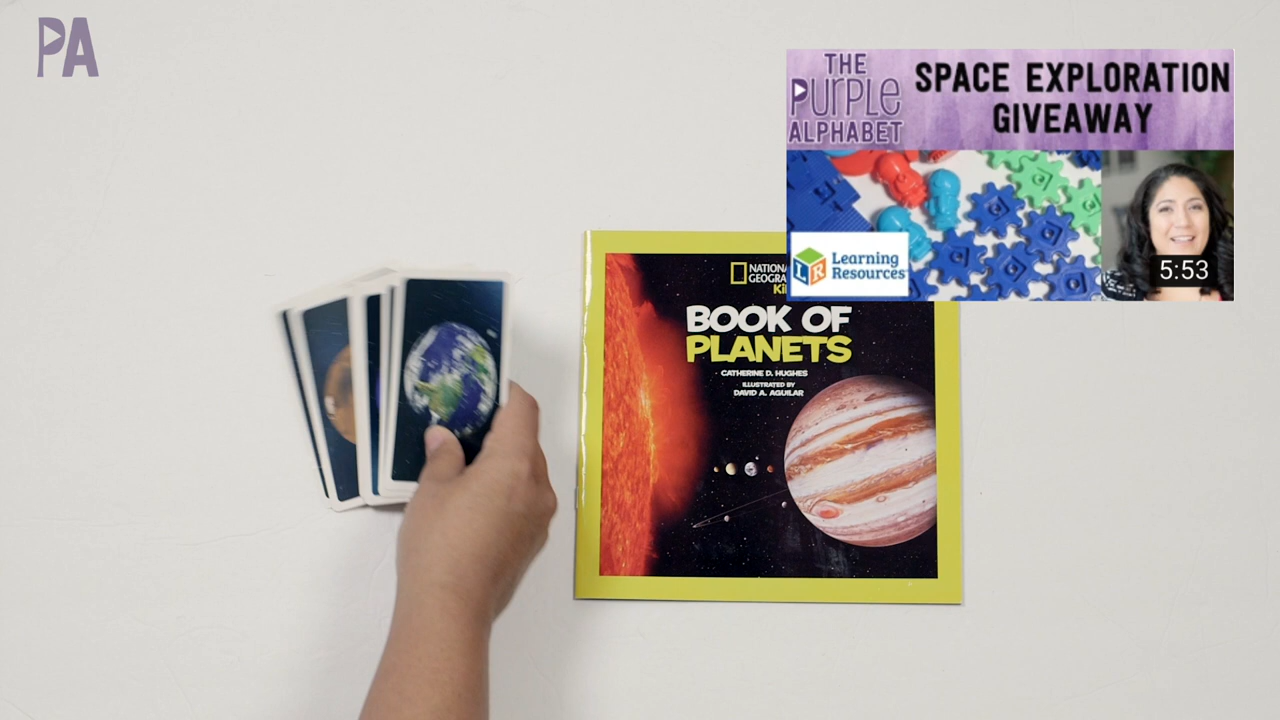 PA
THE
PURPLE
ALPHABET
SPACE EXPLORATION
GIVEAWAY
LR Learning
Resources
5:53
BOOK OF
PLANETS
CATHERINE D. HUGHES
ILLUSTRATED BY
DAVID A. AGUILAR